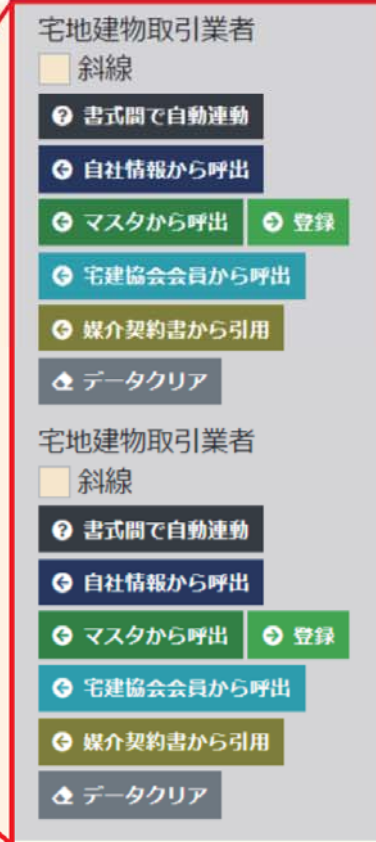 宅地建物取引業者
斜線
書式間で自動連動
自社情報から呼出
マスタから呼出 登録
宅建協会会員から呼出
媒介契約書から引用
データクリア
宅地建物取引業者
斜線
書式間で自動連動
自社情報から呼出
マスタから呼出 登録
宅建協会会員から呼出
媒介契約書から引用
データクリア